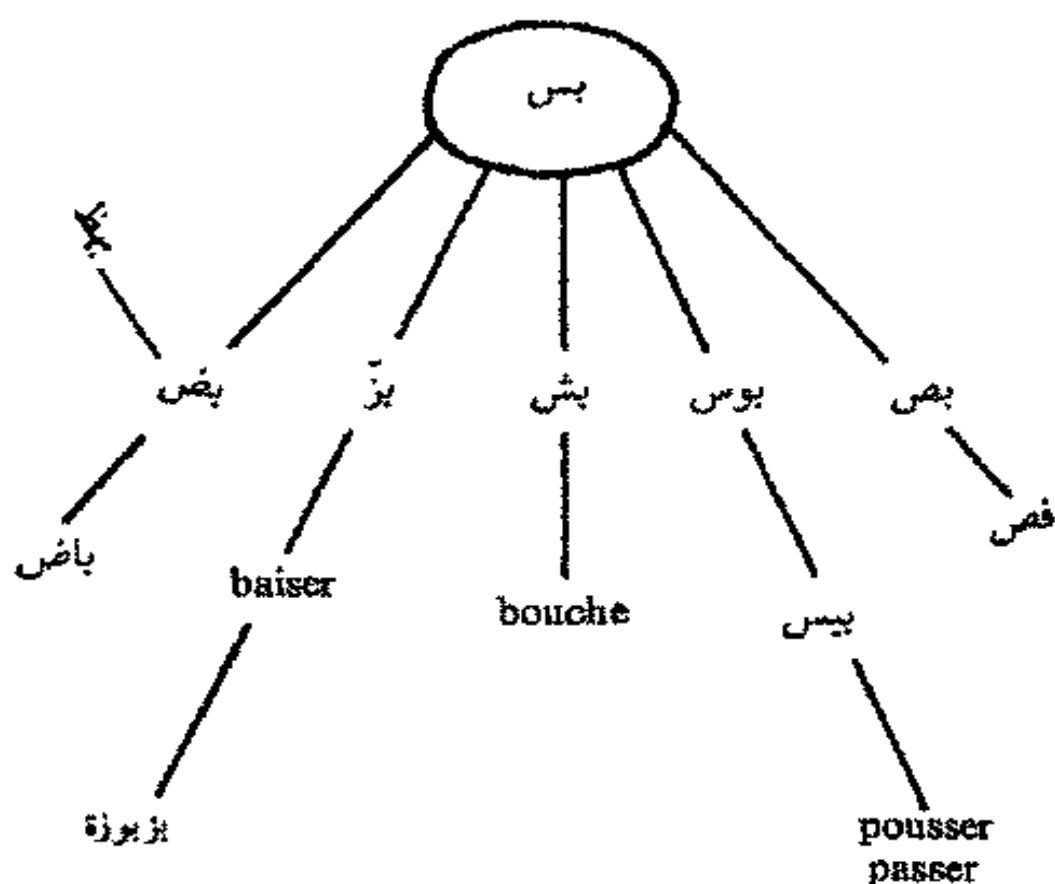 بس
بض
بزّ
بش
بوس
بص
باض
baiser
bouche
بيس
فص
بزبوزة
pousser
passer